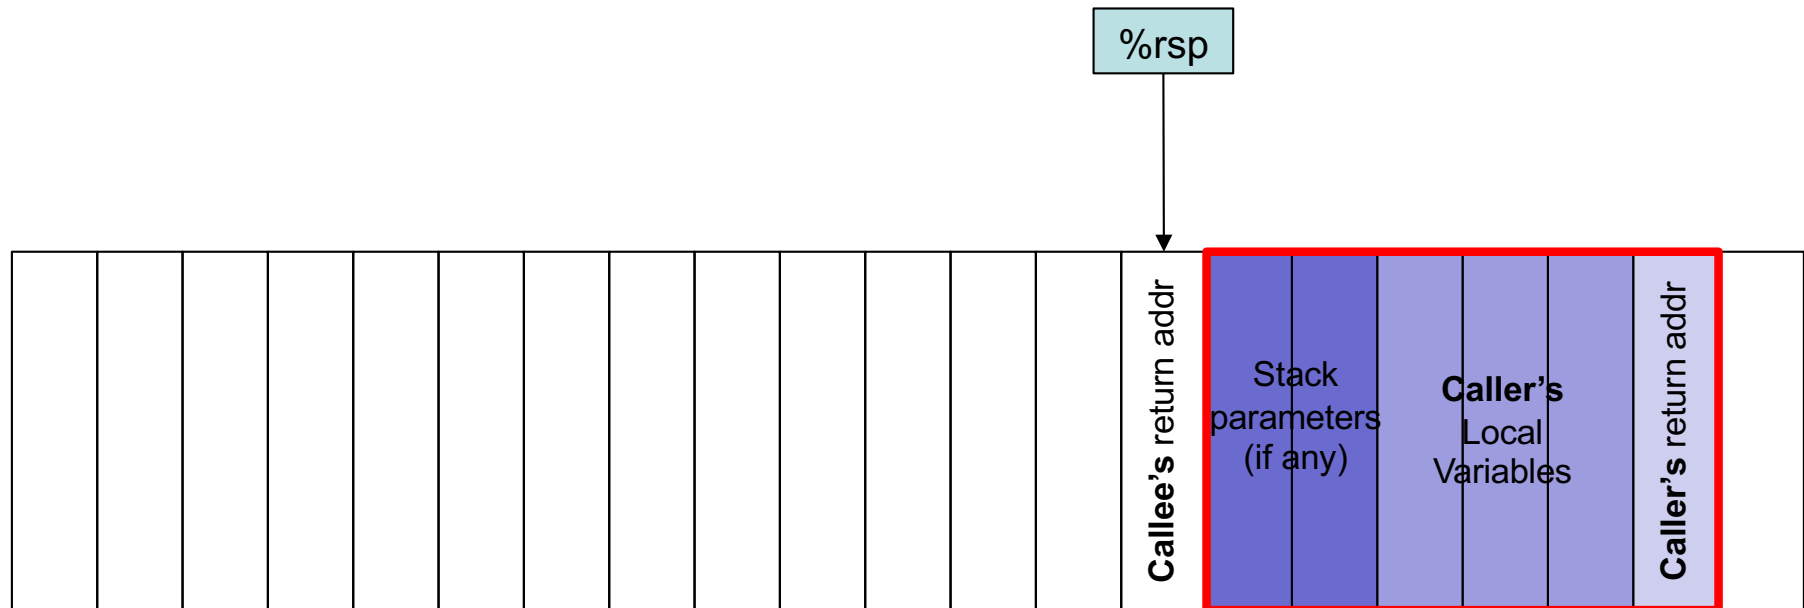 %rsp
Callee’s return addr
Stack
parameters
(if any)
Caller’s
Local
Variables
Caller’s return addr